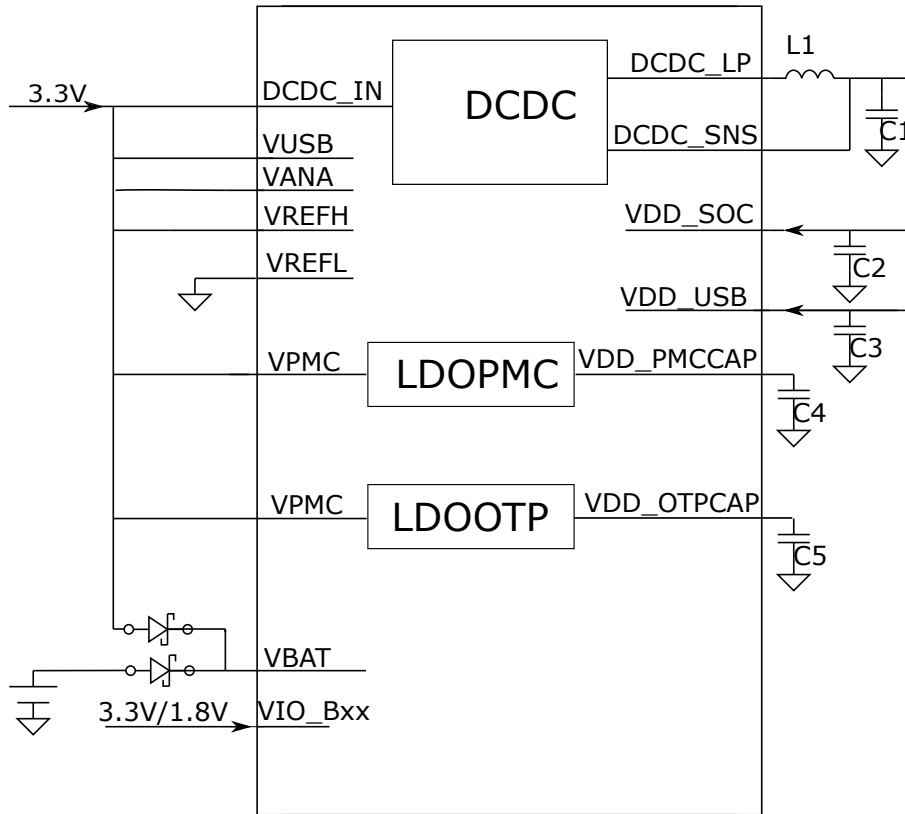 L1
DCDC_LP
3.3V
DCDC_IN
DCDC
C1
DCDC_SNS
VUSB
VANA
VREFH
VDD_SOC
VREFL
C2
VDD_USB
C3
VPMC
LDOPMC
VDD_PMCCAP
C4
VPMC
LDOOTP
VDD_OTPCAP
C5
VBAT
3.3V/1.8V
VIO_Bxx